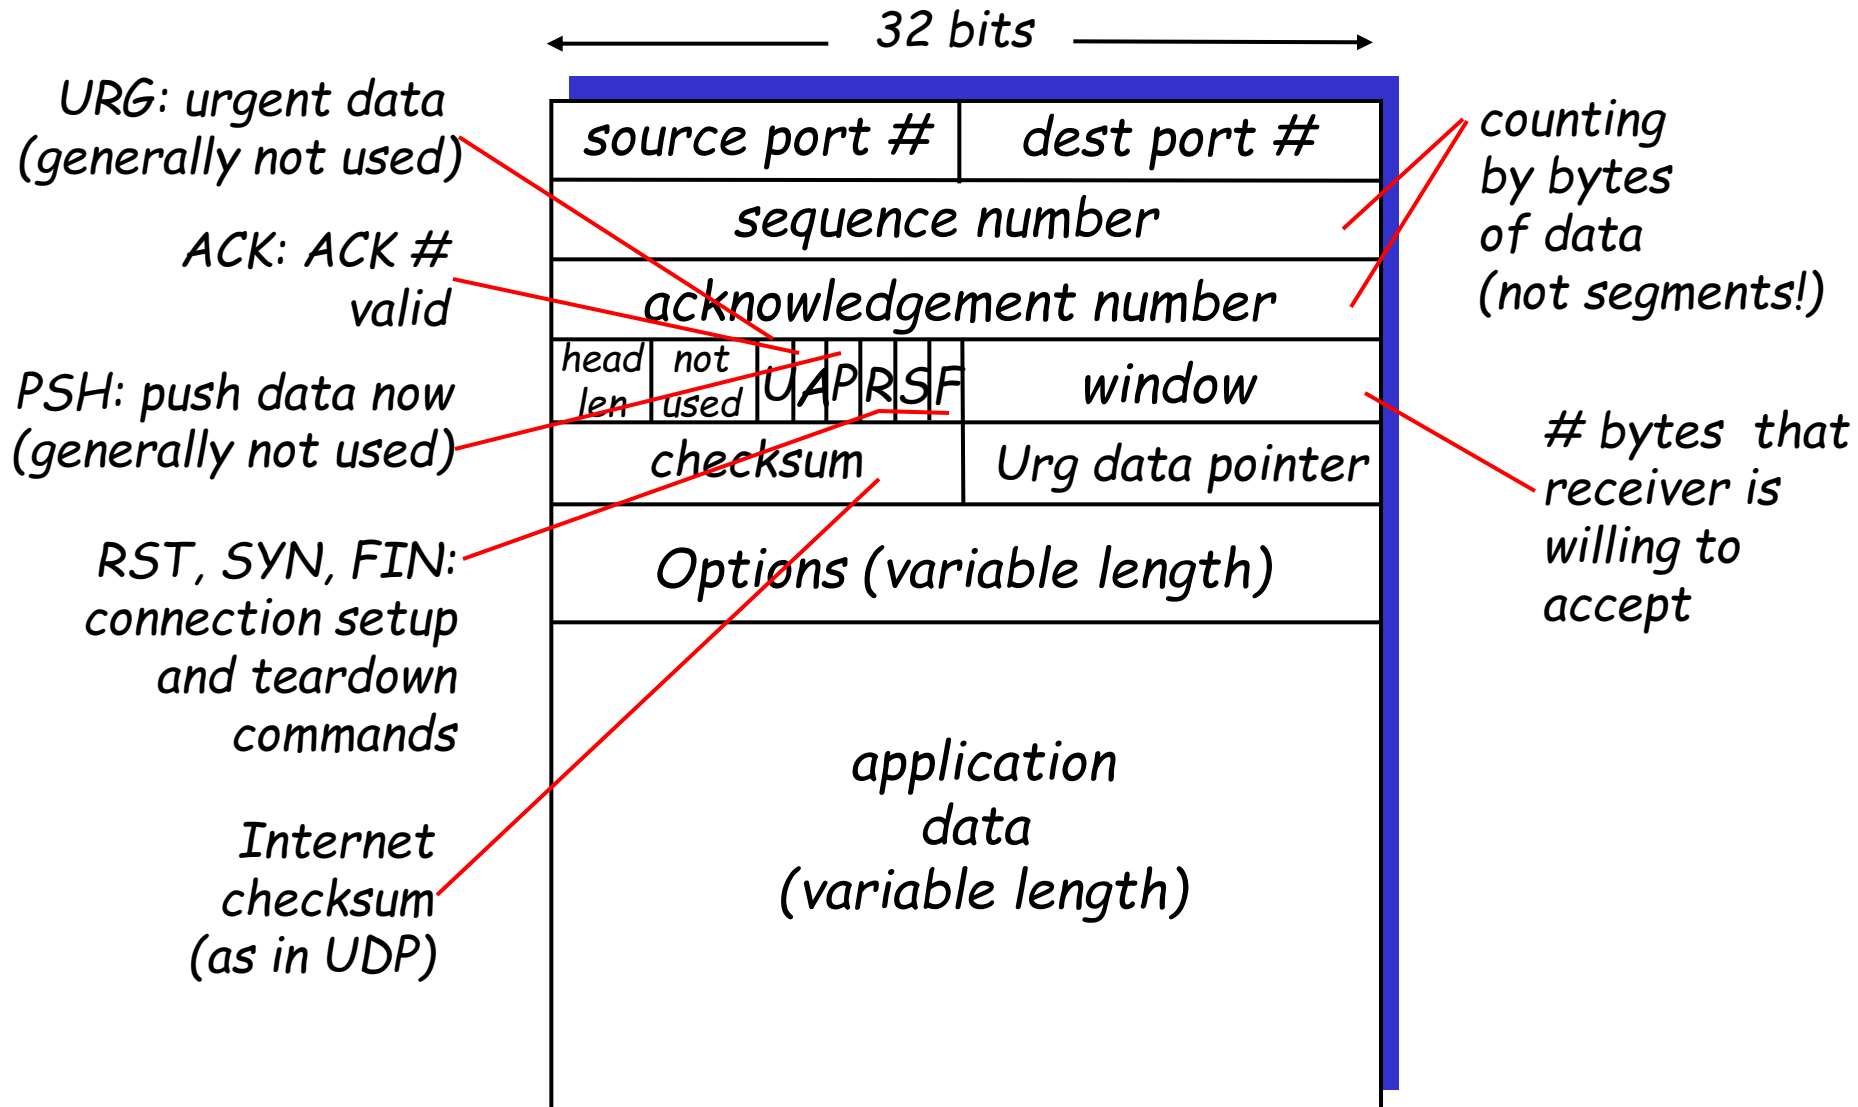 32 bits
URG: urgent data
(generally not used)
ACK: ACK #
valid
PSH: push data now
(generally not used)
RST, SYN, FIN:
connection setup
and teardown
commands
Internet
checksum
(as in UDP)
source port #
dest port #
sequence number
acknowledgement number
head
len
not
used
U
A
P
R
S
F
window
checksum
Urg data pointer
Options (variable length)
application
data
(variable length)
counting
by bytes
of data
(not segments!)
# bytes that
receiver is
willing to
accept